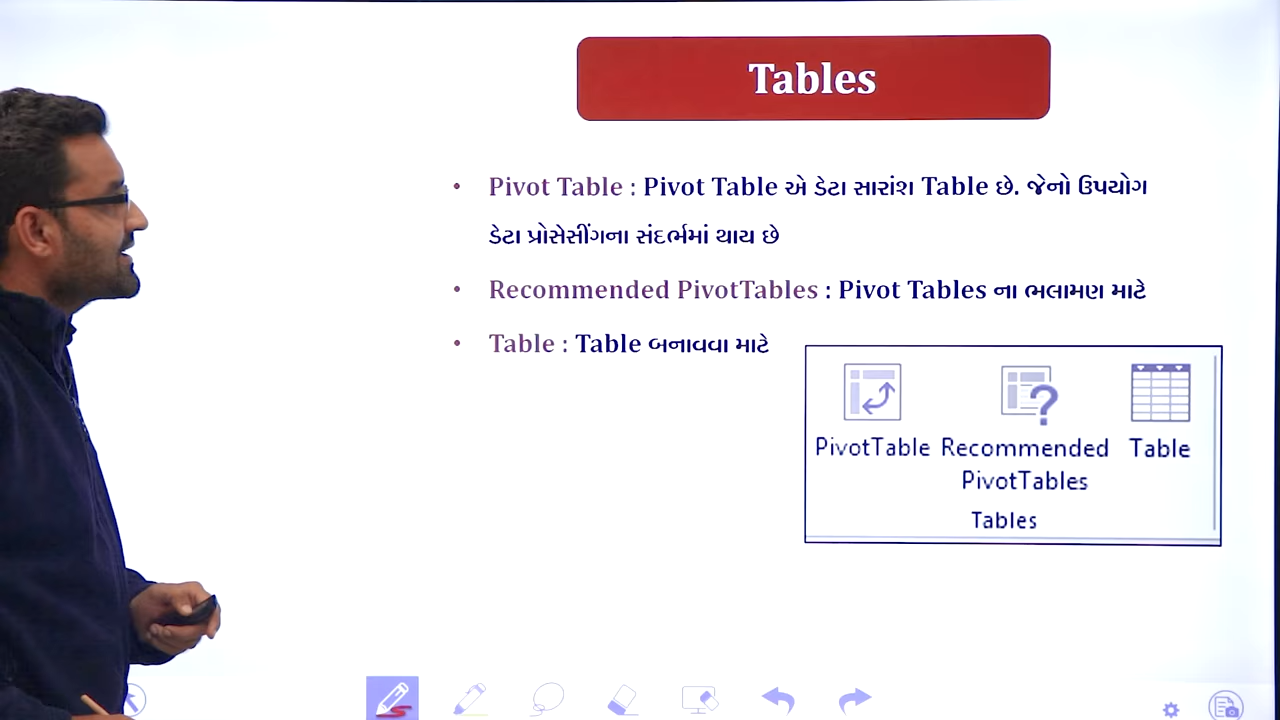 Tables
• Pivot Table : Pivot Table એ ડેટા સારાંશ Table છે. જેનો ઉપયોગ
ડેટા પ્રોસેસીંગના સંદર્ભમાં થાય છે
• Recommended PivotTables : Pivot Tables ના ભલામણ માટે
• Table : Table બનાવવા માટે
PivotTable Recommended Table
PivotTables
Tables